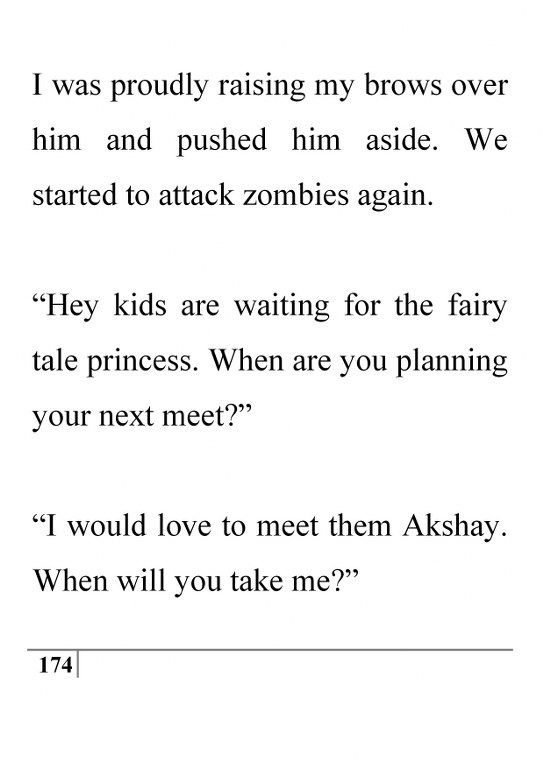 I was proudly raising my brows over
him and pushed him aside. We
started to attack zombies again.
“Hey kids are waiting for the fairy
tale princess. When are you planning
your next meet?”
“I would love to meet them Akshay.
When will you take me?”
174